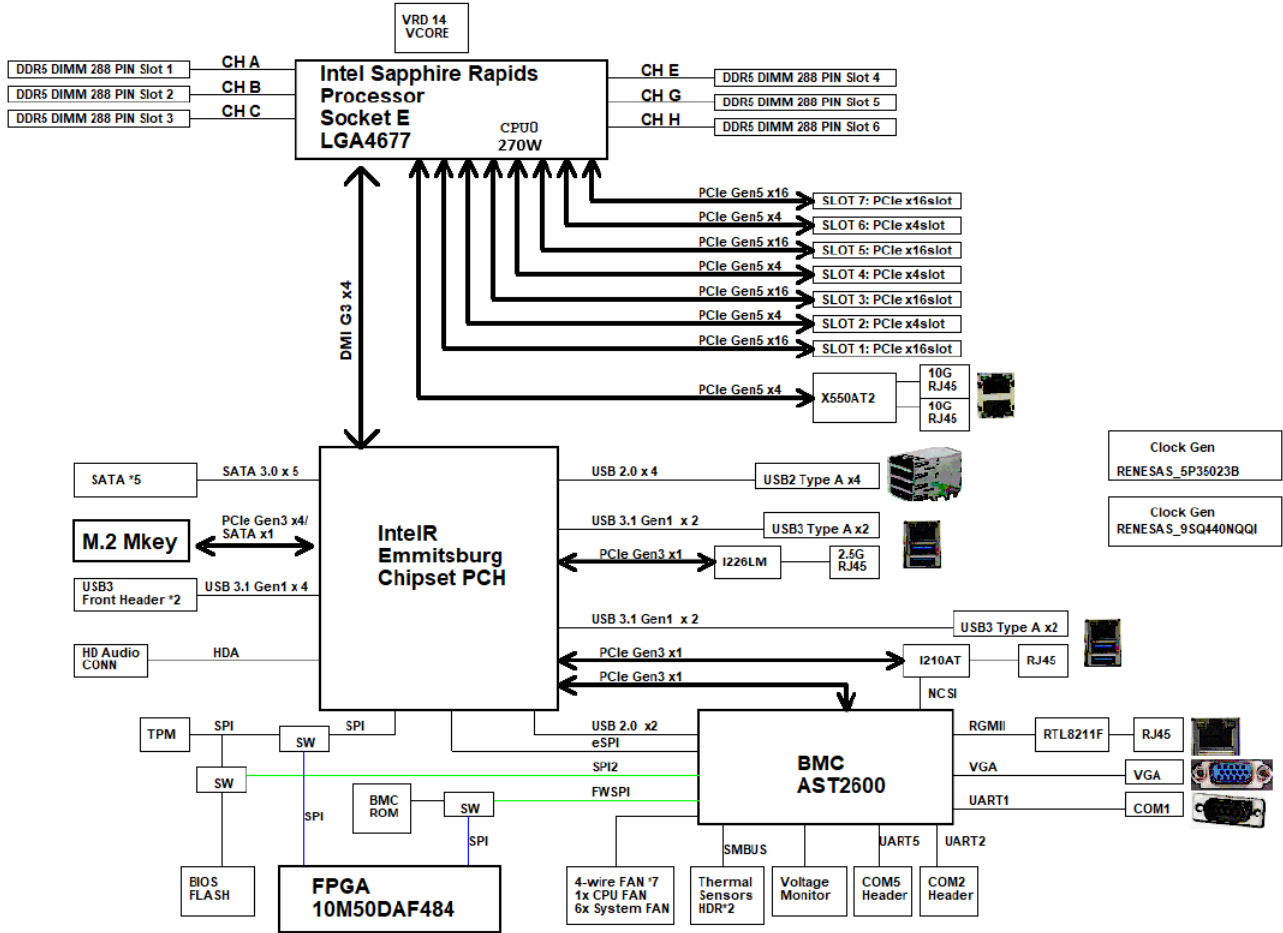 VRD 14
VCORE
DDR5 DIMM 288 PIN Slot 1
CH A
DDR5 DIMM 288 PIN Slot 2
CH B
DDR5 DIMM 288 PIN Slot 3
CH C
Intel Sapphire Rapids
Processor
Socket E
LGA4677
CPU0
270W
CH E
DDR5 DIMM 288 PIN Slot 4
CH G
DDR5 DIMM 288 PIN Slot 5
CH H
DDR5 DIMM 288 PIN Slot 6
DMI G3 x4
PCIe Gen5 x16
SLOT 7: PCIe x16slot
PCIe Gen5 x4
SLOT 6: PCIe x4slot
PCIe Gen5 x16
SLOT 5: PCIe x16slot
PCIe Gen5 x4
SLOT 4: PCIe x4slot
PCIe Gen5 x16
SLOT 3: PCIe x16slot
PCIe Gen5 x4
SLOT 2: PCIe x4slot
PCIe Gen5 x16
SLOT 1: PCIe x16slot
PCIe Gen5 x4
X550AT2
10G
RJ45
10G
RJ45
Clock Gen
RENESAS_5P35023B
Clock Gen
RENESAS_9SQ440NQQI
SATA *5
SATA 3.0 x 5
M.2 Mkey
PCIe Gen3 x4/
SATA x1
USB3
Front Header *2
USB 3.1 Gen1 x 4
HD Audio
CONN
HDA
IntelR
Emmitsburg
Chipset PCH
USB 2.0 x 4
USB2 Type A x4
USB 3.1 Gen1 x 2
USB3 Type A x2
PCIe Gen3 x1
I226LM
2.5G
RJ45
USB 3.1 Gen1 x 2
USB3 Type A x2
PCIe Gen3 x1
I210AT
RJ45
PCIe Gen3 x1
NCSI
TPM
SPI
SW
SPI
USB 2.0 x2
eSPI
SW
SPI2
BMC
ROM
SW
FWSPI
SPI
SPI
BMC
AST2600
RGMII
RTL8211F
RJ45
VGA
VGA
UART1
COM1
SMBUS
UART5
UART2
BIOS
FLASH
FPGA
10M50DAF484
4-wire FAN *7
1x CPU FAN
6x System FAN
Thermal
Sensors
HDR*2
Voltage
Monitor
COM5
Header
COM2
Header